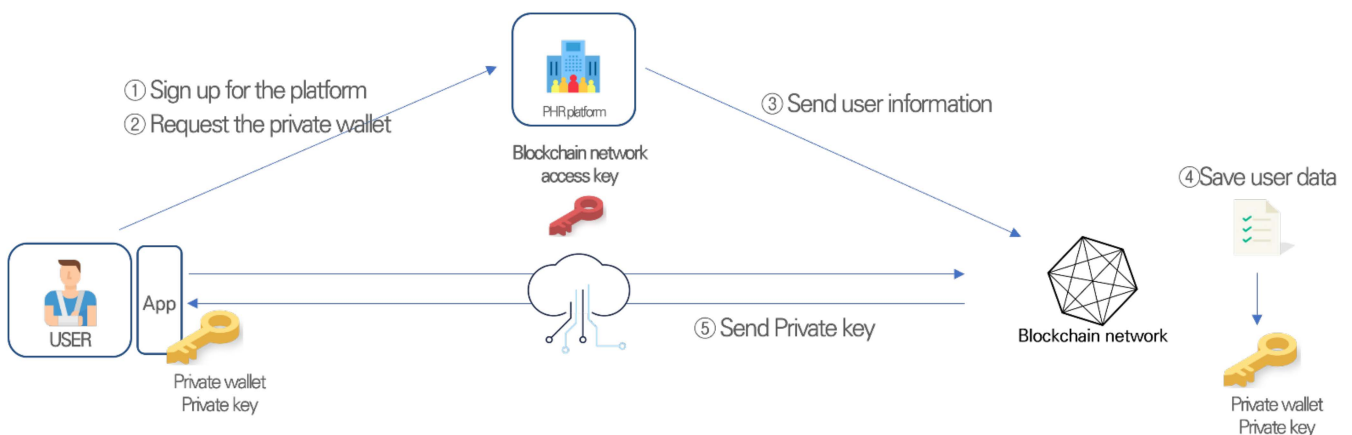 ① Sign up for the platform
② Request the private wallet
PHR platform
③ Send user information
Blockchain network
access key
④Save user data
USER
App
⑤ Send Private key
Blockchain network
Private wallet
Private key
Private wallet
Private key